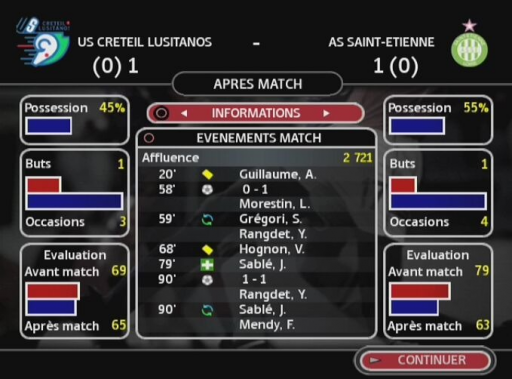 US CRETEIL LUSITANOS - AS SAINT-ETIENNE
(0) 1 1 (0)
APRES MATCH
INFORMATIONS
EVENEMENTS MATCH
Possession 45%
Buts 1
Occasions 3
Evaluation
Avant match 69
Après match 65
Affluence 2 721
20' Guillaume, A.
58' 0 - 1
Morestin, L.
59' Grégori, S.
Rangdet, Y.
68' Hognon, V.
79' Sablé, J.
90' 1 - 1
Rangdet, Y.
90' Sablé, J.
Mendy, F.
Possession 55%
Buts 1
Occasions 4
Evaluation
Avant match 79
Après match 63
CONTINUER